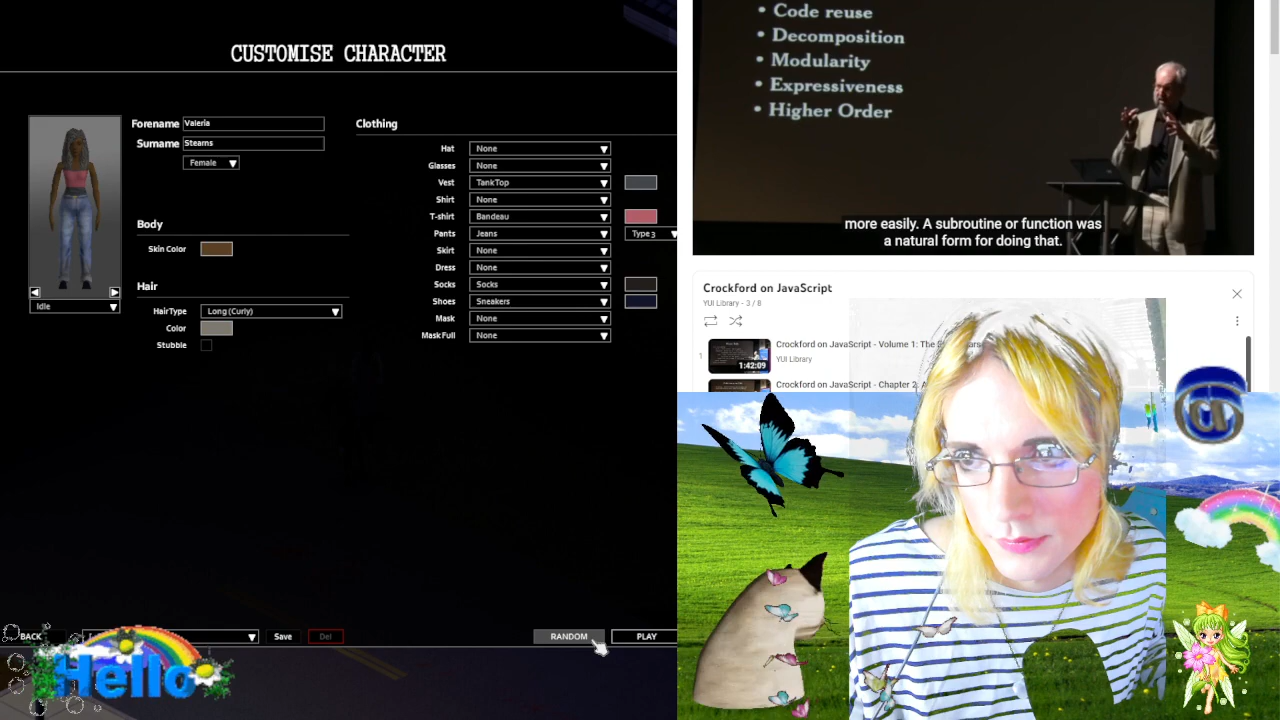 CUSTOMISE CHARACTER
Forename Valeria
Surname Stearns
Female
Body
Skin Color
Hair
HairType Long (Curly)
Color
Stubble
Idle
Clothing
Hat None
Glasses None
Vest TankTop
Shirt None
T-shirt Bandeau
Pants Jeans Type 3
Skirt None
Dress None
Socks Socks
Shoes Sneakers
Mask None
MaskFull None
BACK
Save
Del
RANDOM
PLAY
Hello
• Code reuse
• Decomposition
• Modularity
• Expressiveness
• Higher Order
more easily. A subroutine or function was
a natural form for doing that.
Crockford on JavaScript
YUI Library - 3 / 8
1
1:42:09
Crockford on JavaScript - Volume 1: The
YUI Library
Crockford on JavaScript - Chapter 2:
@